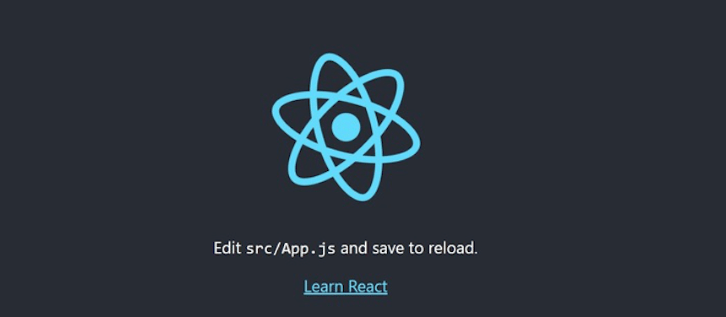 Edit src/App.js and save to reload.
Learn React